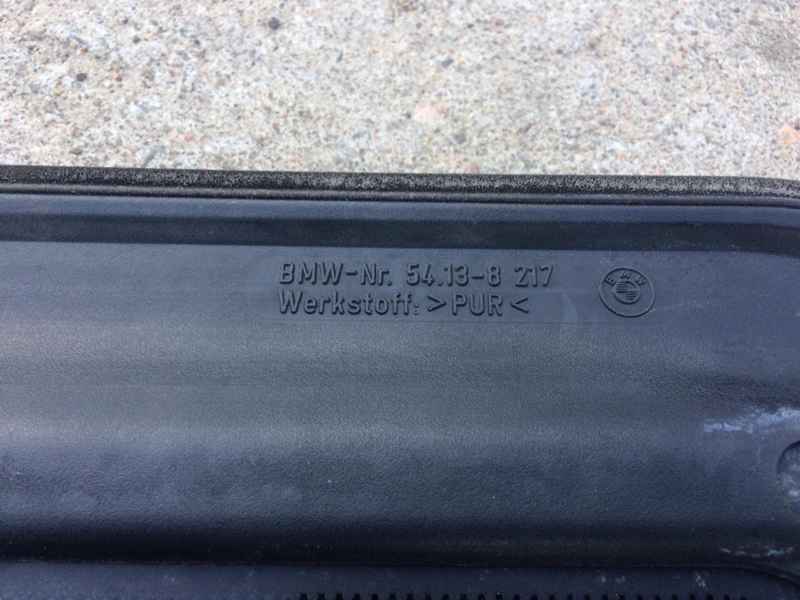 BMW-Nr. 54.13-8 217
Werkstoff: >PUR<
BMW